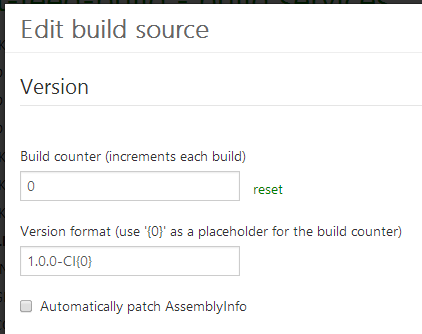 Edit build source
Version
Build counter (increments each build)
0
reset
Version format (use '{0}' as a placeholder for the build counter)
1.0.0-CI{0}
Automatically patch AssemblyInfo